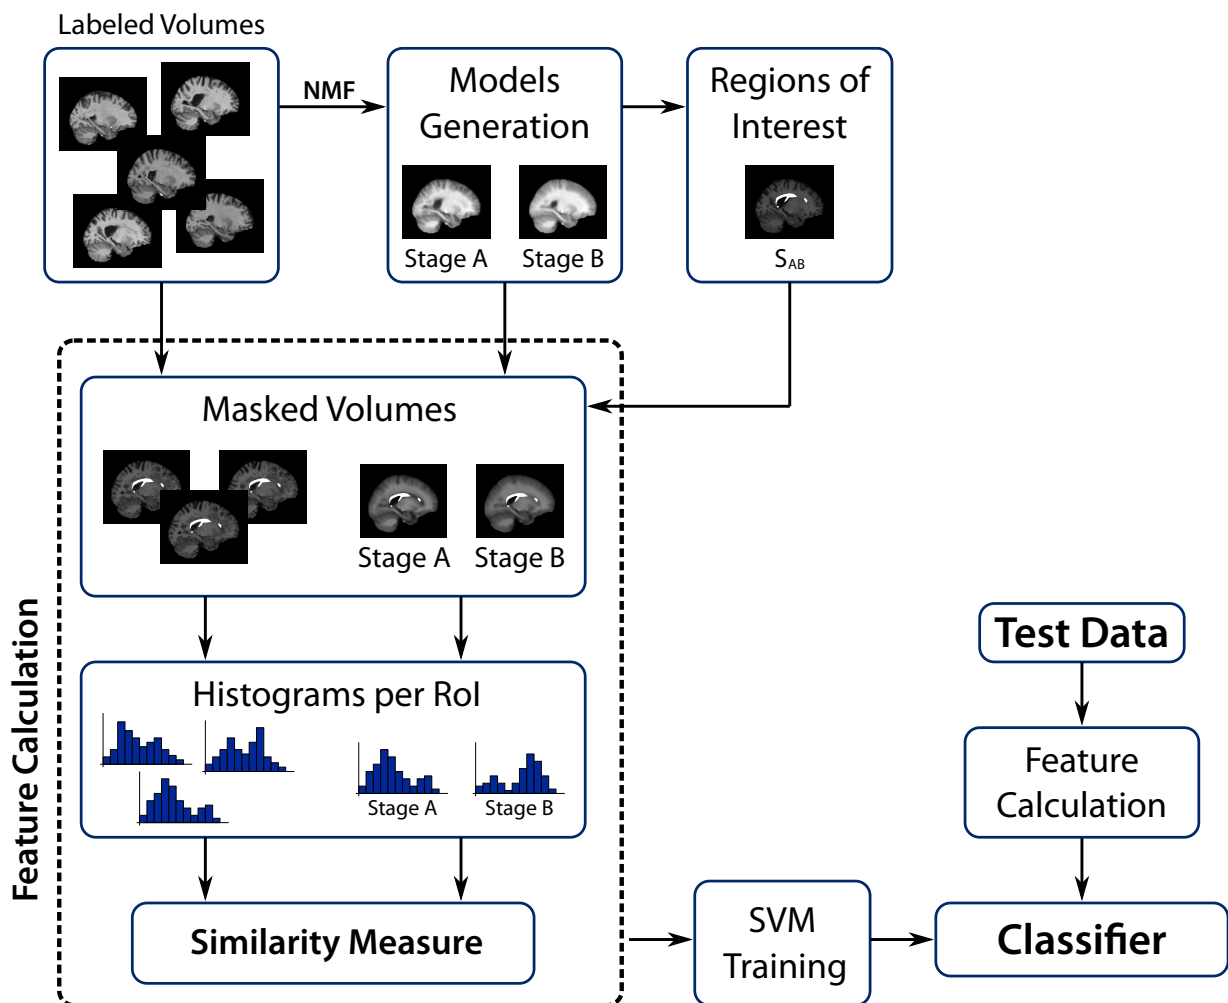 Labeled Volumes
NMF
Models
Generation
Stage A
Stage B
Regions of
Interest
SAB
Masked Volumes
Stage A
Stage B
Feature Calculation
Histograms per RoI
Stage A
Stage B
Similarity Measure
SVM
Training
Test Data
Feature
Calculation
Classifier